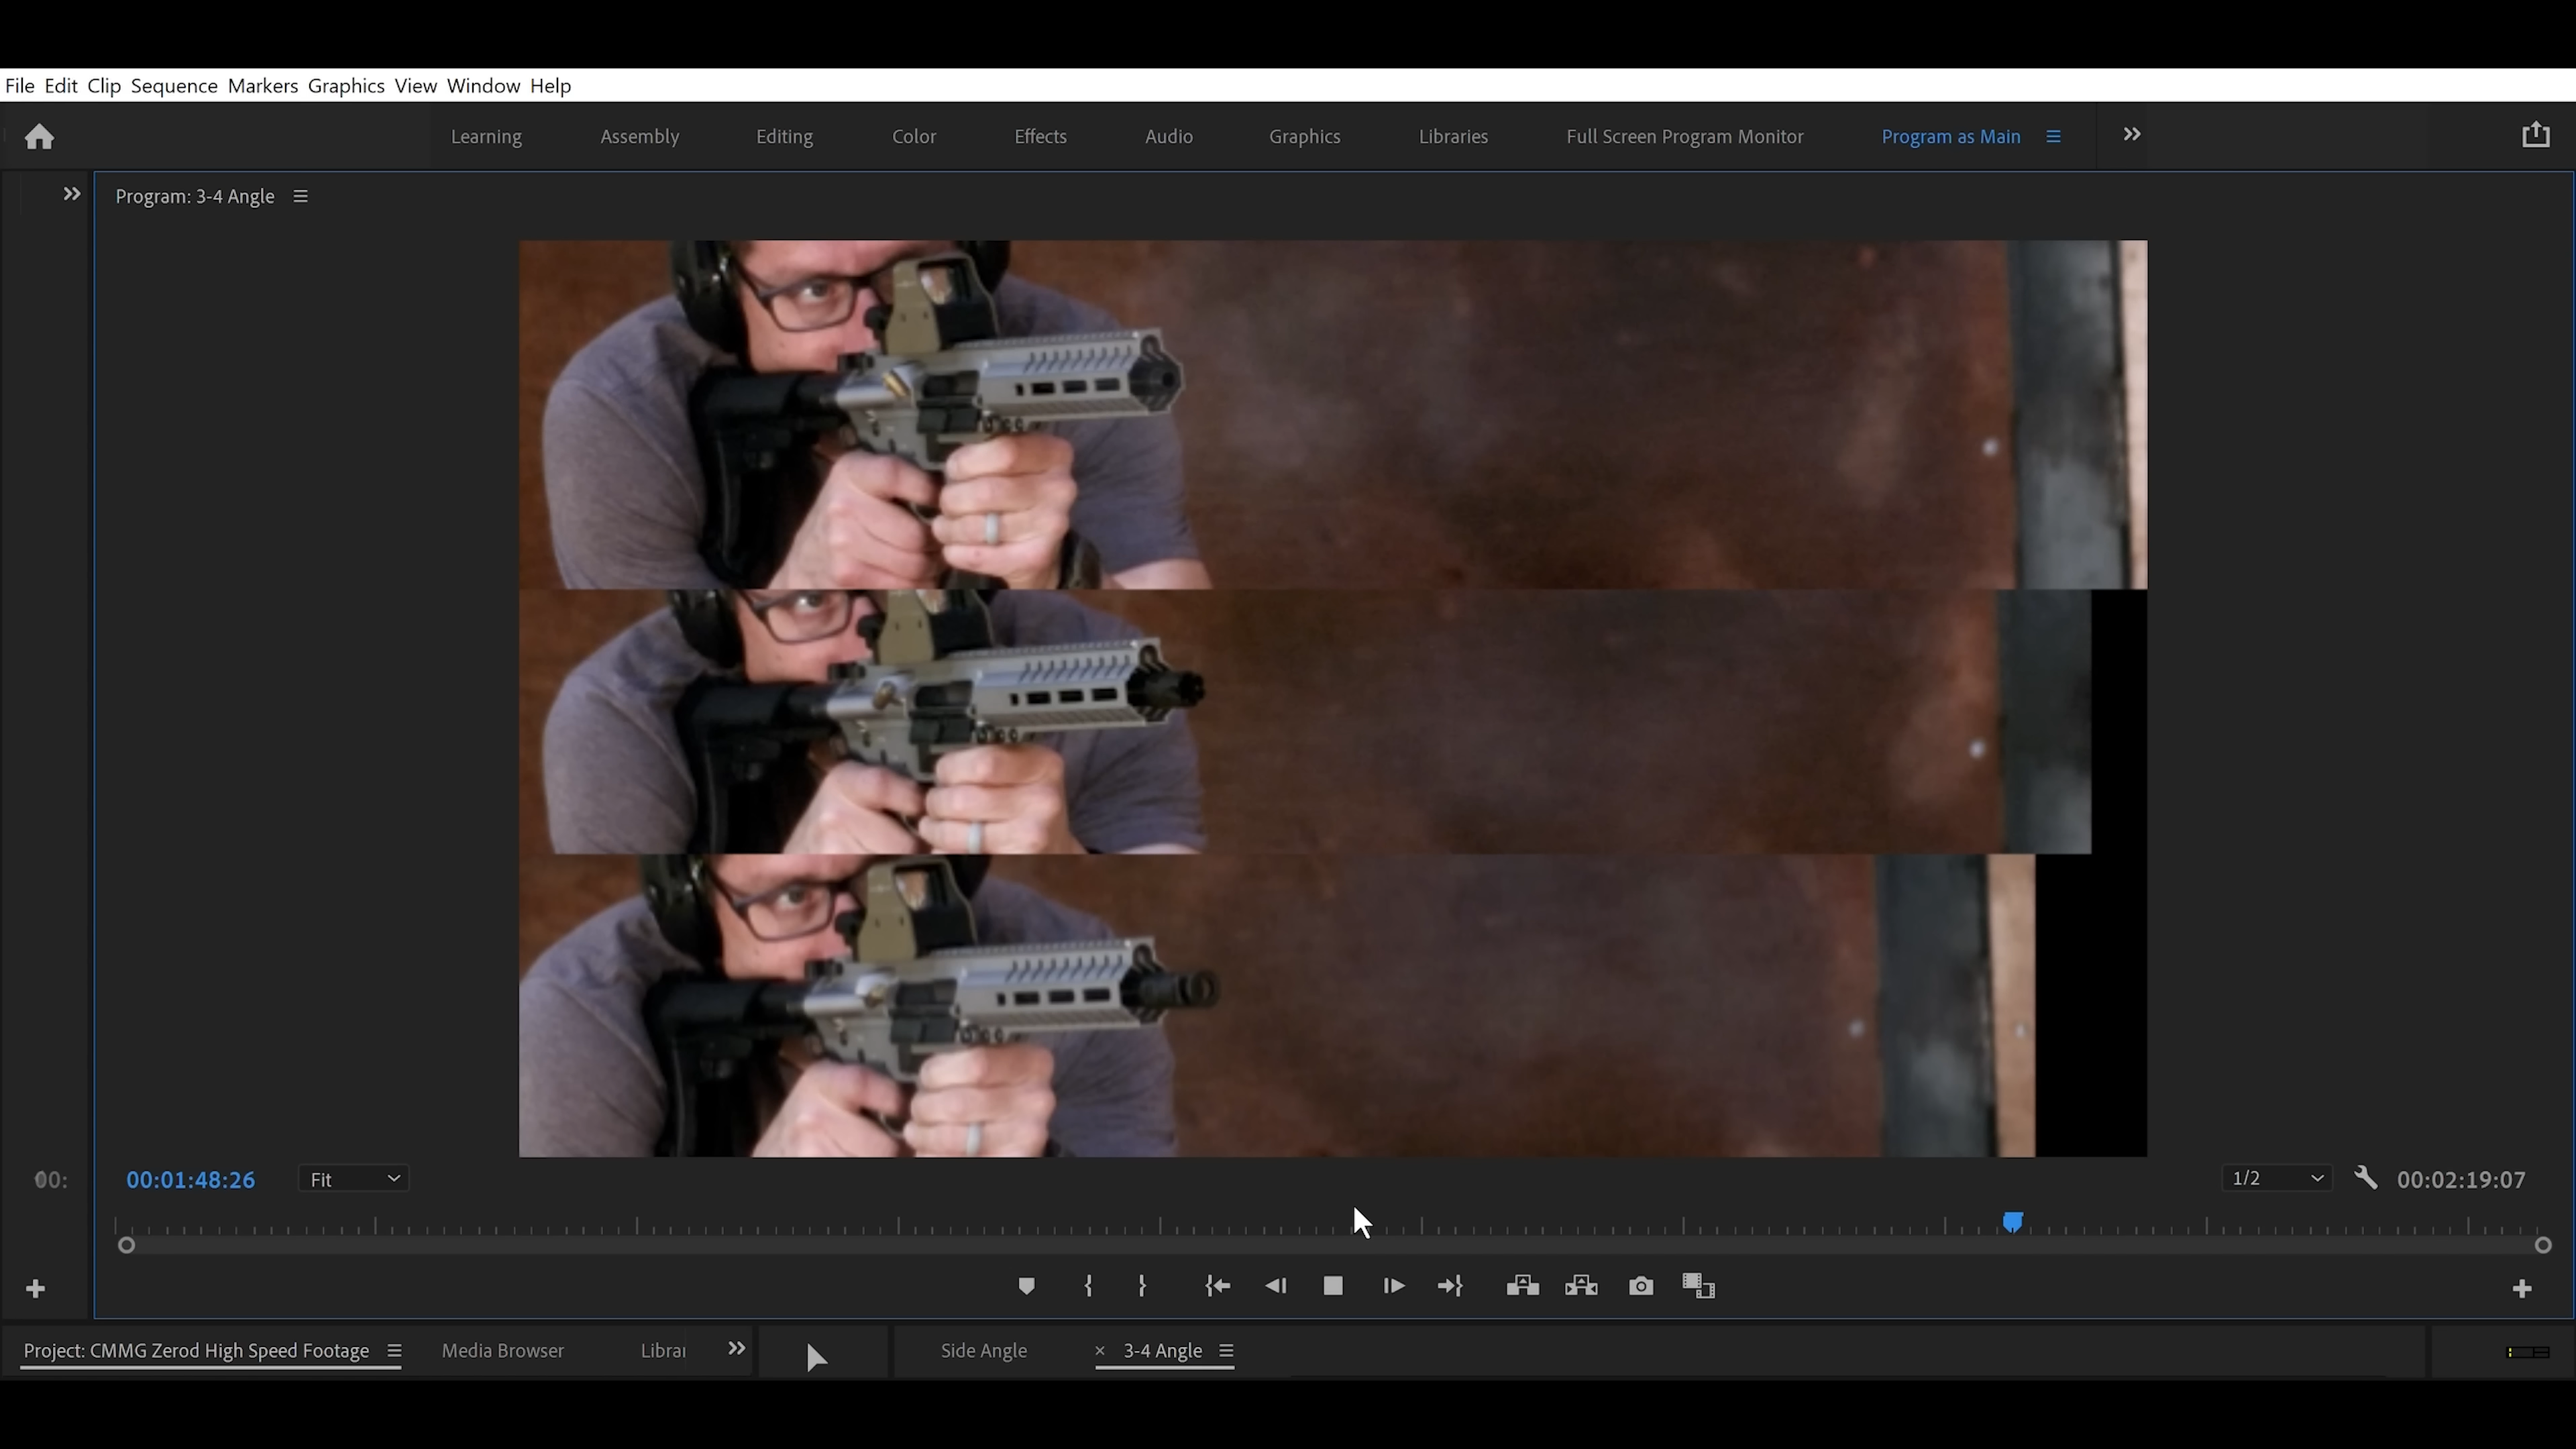 File Edit Clip Sequence Markers Graphics View Window Help
Learning Assembly Editing Color Effects Audio Graphics Libraries Full Screen Program Monitor Program as Main
Program: 3-4 Angle
00: 00:01:48:26 Fit 1/2 00:02:19:07
Project: CMMG Zerod High Speed Footage Media Browser Librar Side Angle × 3-4 Angle